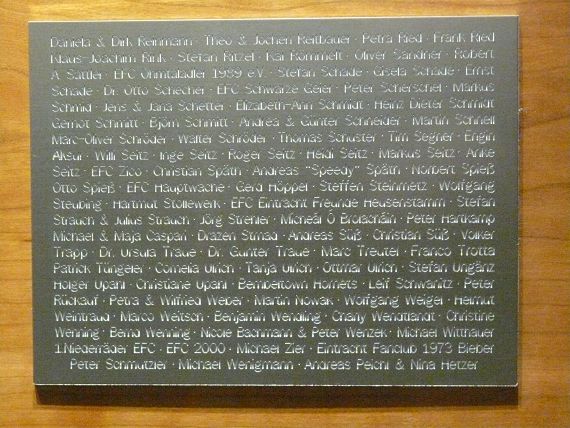 Daniela & Dirk Reinmann · Theo & Jochen Reitbauer · Petra Ried · Frank Ried
Klaus-Joachim Rink · Stefan Ritzel · Kai Rommelt · Oliver Sandner · Robert
A. Sattler · EFC Ohmtaladler 1989 e.V. · Stefan Schade · Gisela Schade · Ernst
Schade · Dr. Otto Schecher · EFC Schwarze Geier · Peter Scherschel · Markus
Schmid · Jens & Jana Schetter · Elizabeth-Ann Schmidt · Heinz Dieter Schmidt
Gernot Schmitt · Björn Schmitt · Andrea & Günter Schneider · Martin Schnell
Marc-Oliver Schröder · Walter Schröder · Thomas Schuster · Tim Segner · Engin
Aksur · Willi Seitz · Inge Seitz · Roger Seitz · Heidi Seitz · Markus Seitz · Anke
Seitz · EFC Zico · Christian Späth · Andreas "Speedy" Späth · Norbert Spieß
Otto Spieß · EFC Hauptwache · Gerd Höppel · Steffen Steinmetz · Wolfgang
Steubing · Hartmut Stollewerk · EFC Eintracht Freunde Heusenstamm · Stefan
Strauch & Julius Strauch · Jörg Strehler · Mícheál Ó Brolacháin · Peter Hartkamp
Michael & Maja Caspari · Drazen Strnad · Andreas Süß · Christian Süß · Volker
Trapp · Dr. Ursula Traue · Dr. Günter Traue · Marc Treutel · Franco Trotta
Patrick Tüngeler · Cornelia Ulrich · Tanja Ulrich · Ottmar Ulrich · Stefan Ungänz
Holger Upahl · Christiane Upahl · Bembeltown Hornets · Leif Schwanitz · Peter
Rückauf · Petra & Wilfried Weber · Martin Nowak · Wolfgang Weigel · Helmut
Weintraud · Marco Weitsch · Benjamin Wendling · Charly Wendtlandt · Christine
Wenning · Bernd Wenning · Nicole Bachmann & Peter Wenzek · Michael Witthauer
1.Niederräder EFC · EFC 2000 · Michael Zier · Eintracht Fanclub 1973 Bieber
Peter Schmutzler · Michael Wenigmann · Andreas Pelchi & Nina Hetzer